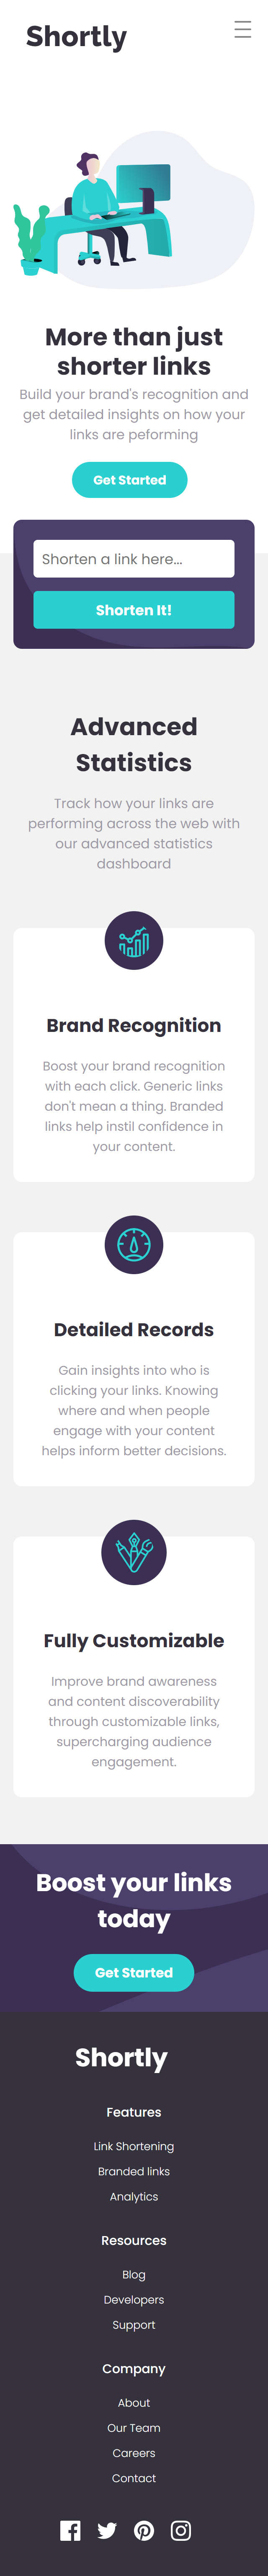 Shortly
More than just
shorter links
Build your brand's recognition and
get detailed insights on how your
links are peforming
Get Started
Shorten a link here...
Shorten It!
Advanced
Statistics
Track how your links are
performing across the web with
our advanced statistics
dashboard
Brand Recognition
Boost your brand recognition
with each click. Generic links
don't mean a thing. Branded
links help instil confidence in
your content.
Detailed Records
Gain insights into who is
clicking your links. Knowing
where and when people
engage with your content
helps inform better decisions.
Fully Customizable
Improve brand awareness
and content discoverability
through customizable links,
supercharging audience
engagement.
Boost your links
today
Get Started
Shortly
Features
Link Shortening
Branded links
Analytics
Resources
Blog
Developers
Support
Company
About
Our Team
Careers
Contact